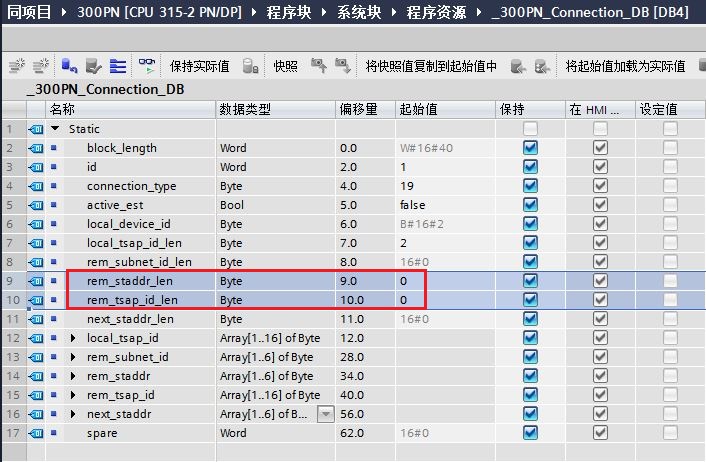 同项目 ▸ 300PN [CPU 315-2 PN/DP] ▸ 程序块 ▸ 系统块 ▸ 程序资源 ▸ _300PN_Connection_DB [DB4]
保持实际值 快照 将快照值复制到起始值中 将起始值加载为实际值
_300PN_Connection_DB
名称 数据类型 偏移量 起始值 保持 在 HMI ... 设定值
1 Static
2 block_length Word 0.0 W#16#40
3 id Word 2.0 1
4 connection_type Byte 4.0 19
5 active_est Bool 5.0 false
6 local_device_id Byte 6.0 B#16#2
7 local_tsap_id_len Byte 7.0 2
8 rem_subnet_id_len Byte 8.0 16#0
9 rem_staddr_len Byte 9.0 0
10 rem_tsap_id_len Byte 10.0 0
11 next_staddr_len Byte 11.0 16#0
12 local_tsap_id Array[1..16] of Byte 12.0
13 rem_subnet_id Array[1..6] of Byte 28.0
14 rem_staddr Array[1..6] of Byte 34.0
15 rem_tsap_id Array[1..16] of Byte 40.0
16 next_staddr Array[1..6] of B... 56.0
17 spare Word 62.0 16#0